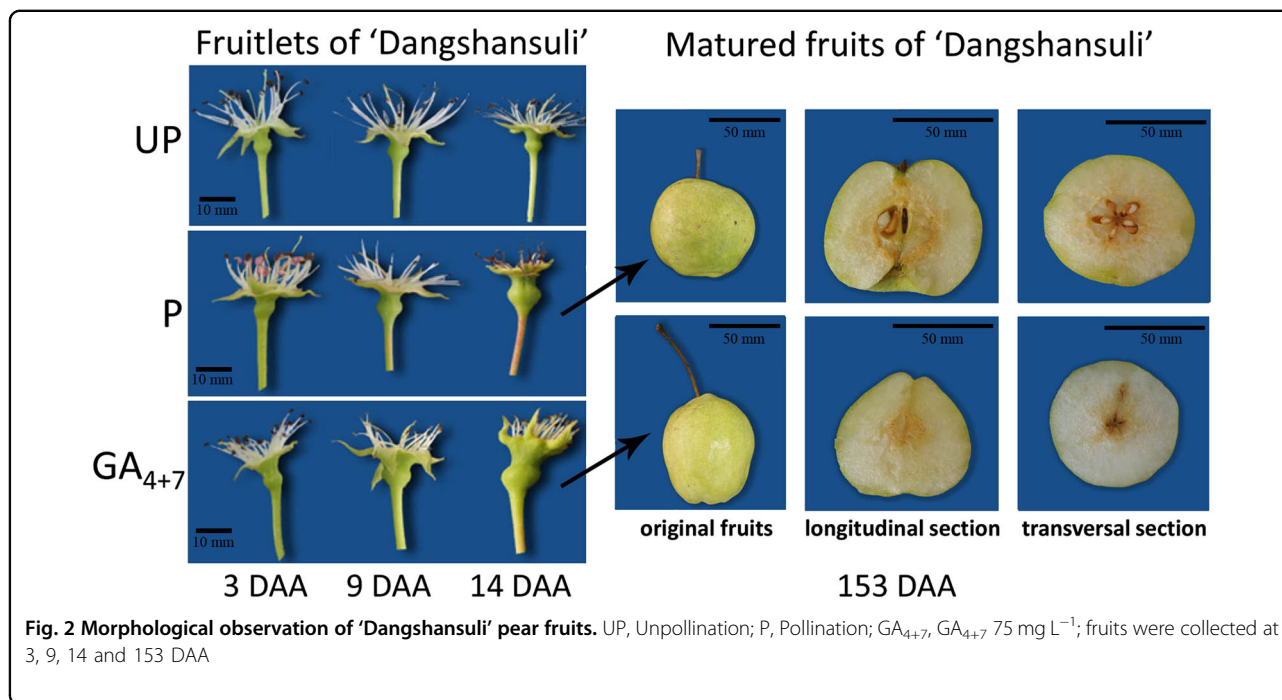 Fruitlets of ‘Dangshansuli’
Matured fruits of ‘Dangshansuli’
UP
10 mm
P
10 mm
GA4+7
10 mm
50 mm
50 mm
50 mm
50 mm
50 mm
50 mm
original fruits
longitudinal section
transversal section
3 DAA
9 DAA
14 DAA
153 DAA
Fig. 2 Morphological observation of ‘Dangshansuli’ pear fruits. UP, Unpollination; P, Pollination; GA4+7, GA4+7 75 mg L−1; fruits were collected at
3, 9, 14 and 153 DAA